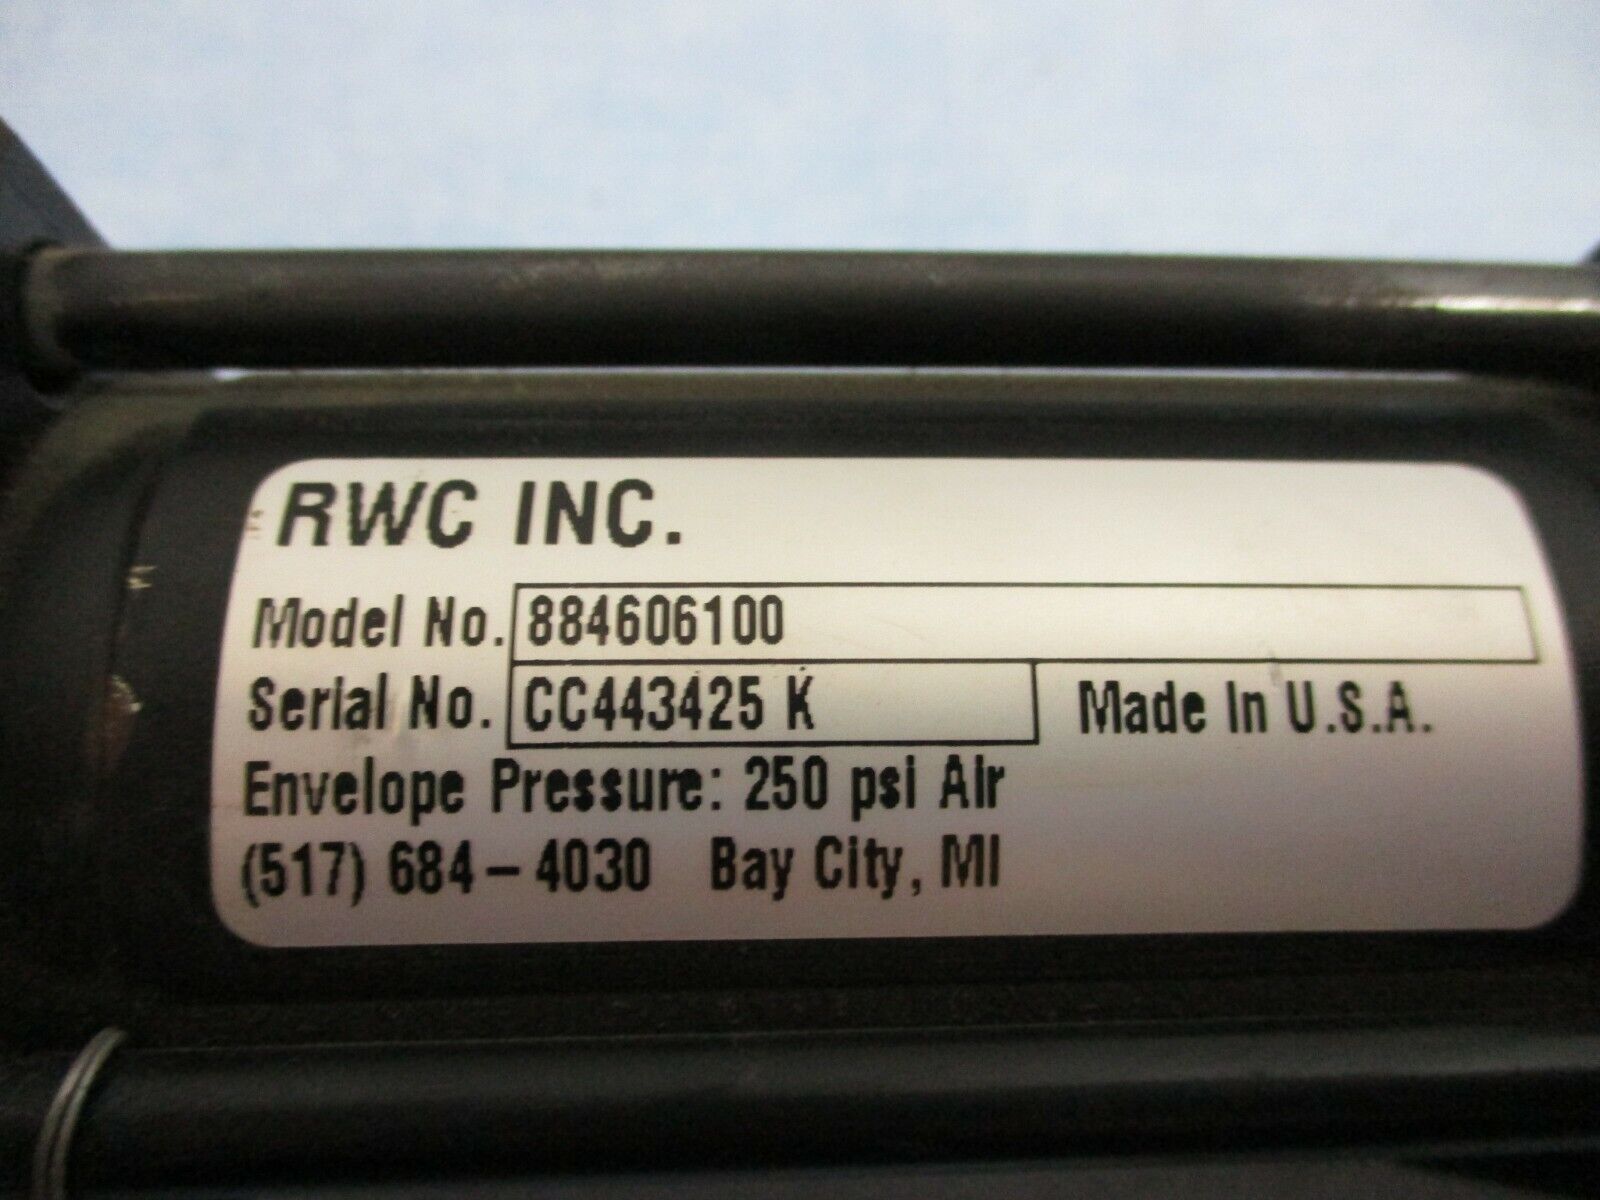 RWC INC.
Model No. 884606100
Serial No. CC443425 K Made In U.S.A.
Envelope Pressure: 250 psi Air
(517) 684-4030 Bay City, MI